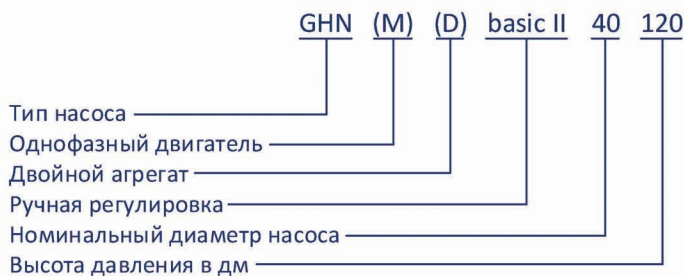 GHN (M) (D) basic II 40 120
Тип насоса
Однофазный двигатель
Двойной агрегат
Ручная регулировка
Номинальный диаметр насоса
Высота давления в дм